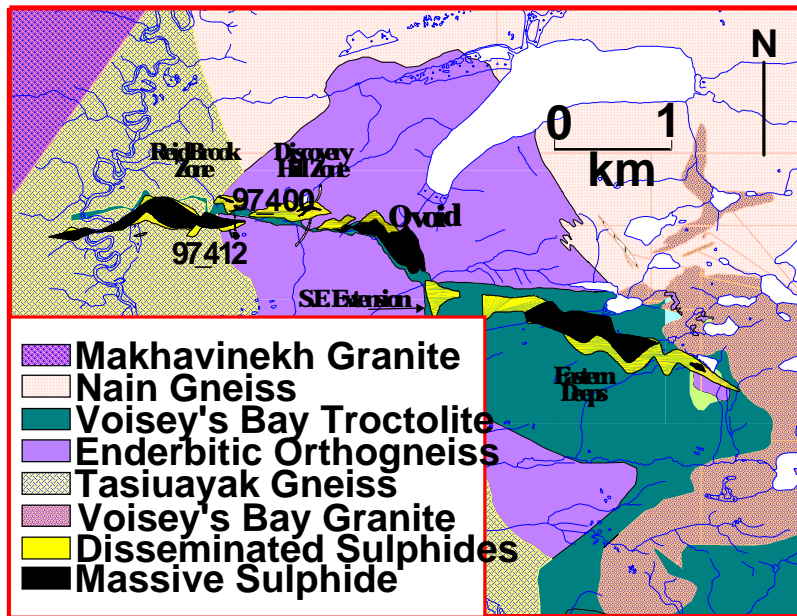 N
0 1
km
Reid Brook
Zone
Discovery
Hill Zone
97400
Ovoid
97412
S.E. Extension
Eastern
Deeps
Makhavinekh Granite
Nain Gneiss
Voisey's Bay Troctolite
Enderbitic Orthogneiss
Tasiuayak Gneiss
Voisey's Bay Granite
Disseminated Sulphides
Massive Sulphide